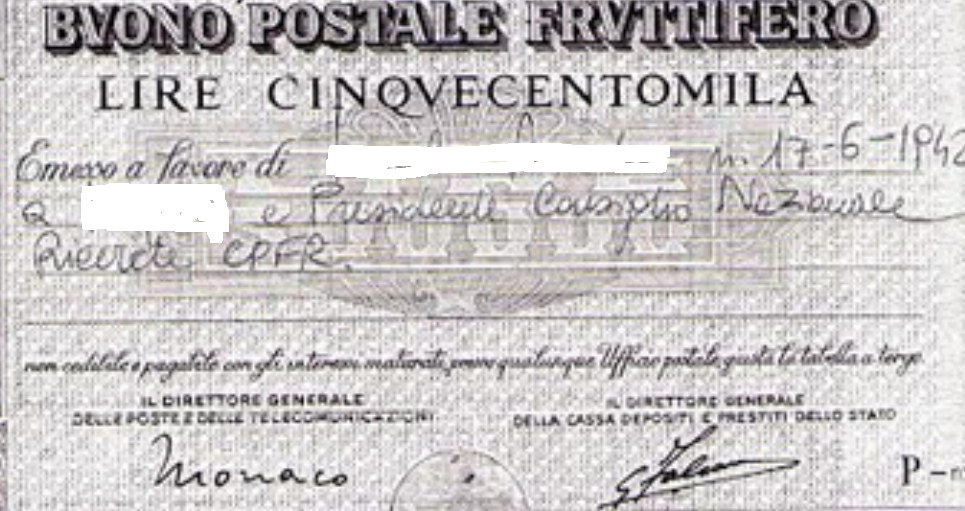 BVONO POSTALE FRVTTIFERO
LIRE CINQVECENTOMILA
Emesso a favore di n. 17-6-1942
a e Presidente Consiglio Nazionale
Ricerche CPFR.
non cedibile e pagabile con gli interessi maturati, presso qualunque Ufficio postale, giusta la tabella a tergo
IL DIRETTORE GENERALE
DELLE POSTE E DELLE TELECOMUNICAZIONI
IL DIRETTORE GENERALE
DELLA CASSA DEPOSITI E PRESTITI DELLO STATO
Monaco
P –